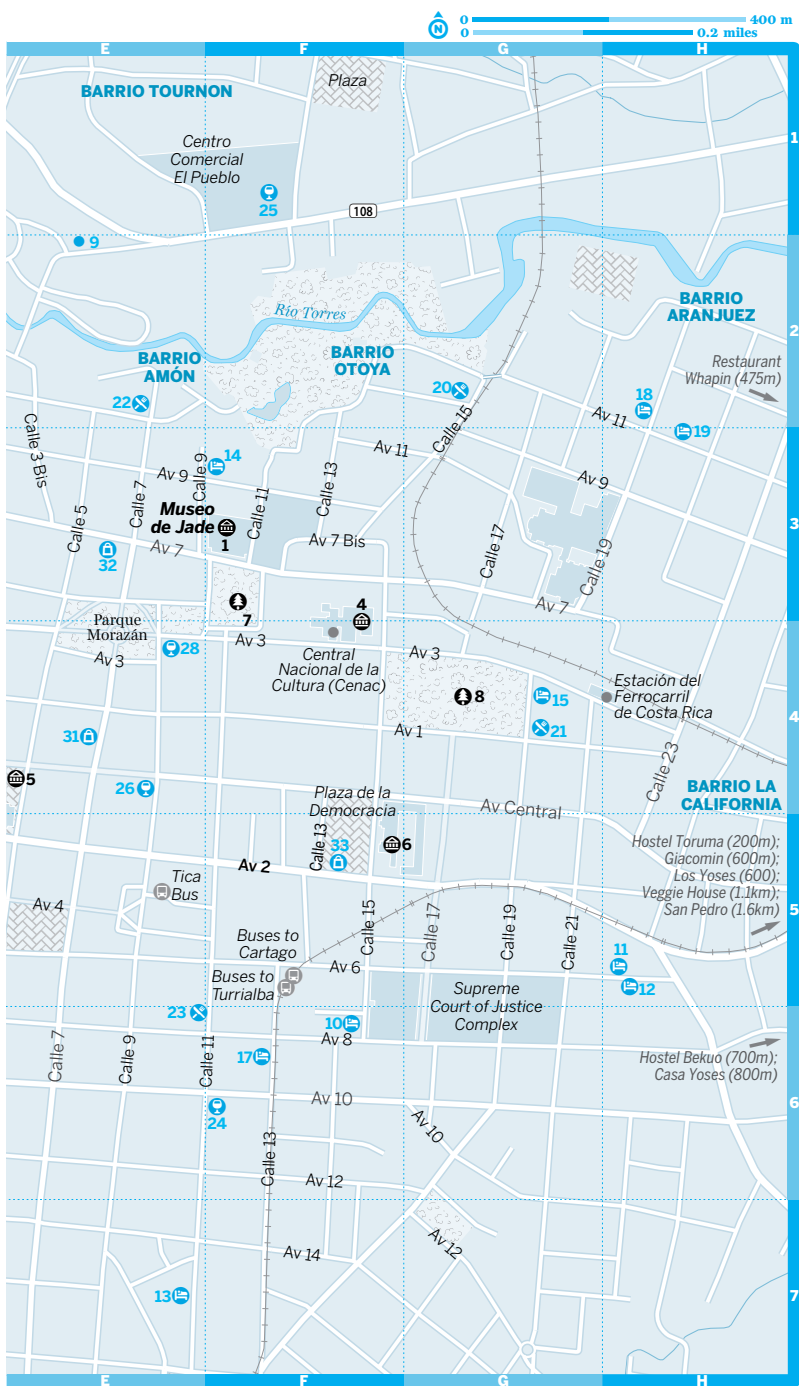 N
0
400 m
0
0.2 miles
E
F
G
H
BARRIO TOURNON
Plaza
1
Centro
Comercial
El Pueblo
25
108
9
BARRIO
ARANJUEZ
Río Torres
2
BARRIO
AMÓN
BARRIO
OTOYA
Restaurant
Whapin (475m)
22
20
18
Calle 15
Av 11
19
Calle 3 Bis
Av 11
Calle 9
14
Av 9
Av 9
Calle 5
Calle 7
Calle 11
Calle 13
Museo
de Jade
1
3
Av 7 Bis
Calle 17
Av 7
32
Calle 19
7
4
Av 7
Parque
Morazán
28
Av 3
Av 3
Av 3
Central
Nacional de la
Cultura (Cenac)
8
15
Estación del
Ferrocarril
de Costa Rica
4
31
Av 1
21
Calle 23
5
26
Plaza de la
Democracia
Av Central
BARRIO LA
CALIFORNIA
Calle 13
33
6
Hostel Toruma (200m);
Giacomin (600m);
Los Yoses (600);
Veggie House (1.1km);
San Pedro (1.6km)
Av 2
Tica
Bus
5
Av 4
Calle 15
Calle 17
Calle 19
Calle 21
Buses to
Cartago
11
Buses to
Turrialba
Av 6
12
Supreme
Court of Justice
Complex
23
10
Av 8
Calle 7
Calle 9
Calle 11
17
Hostel Bekuo (700m);
Casa Yoses (800m)
Av 10
6
24
Av 10
Calle 13
Av 12
Av 12
Av 14
13
7
E
F
G
H